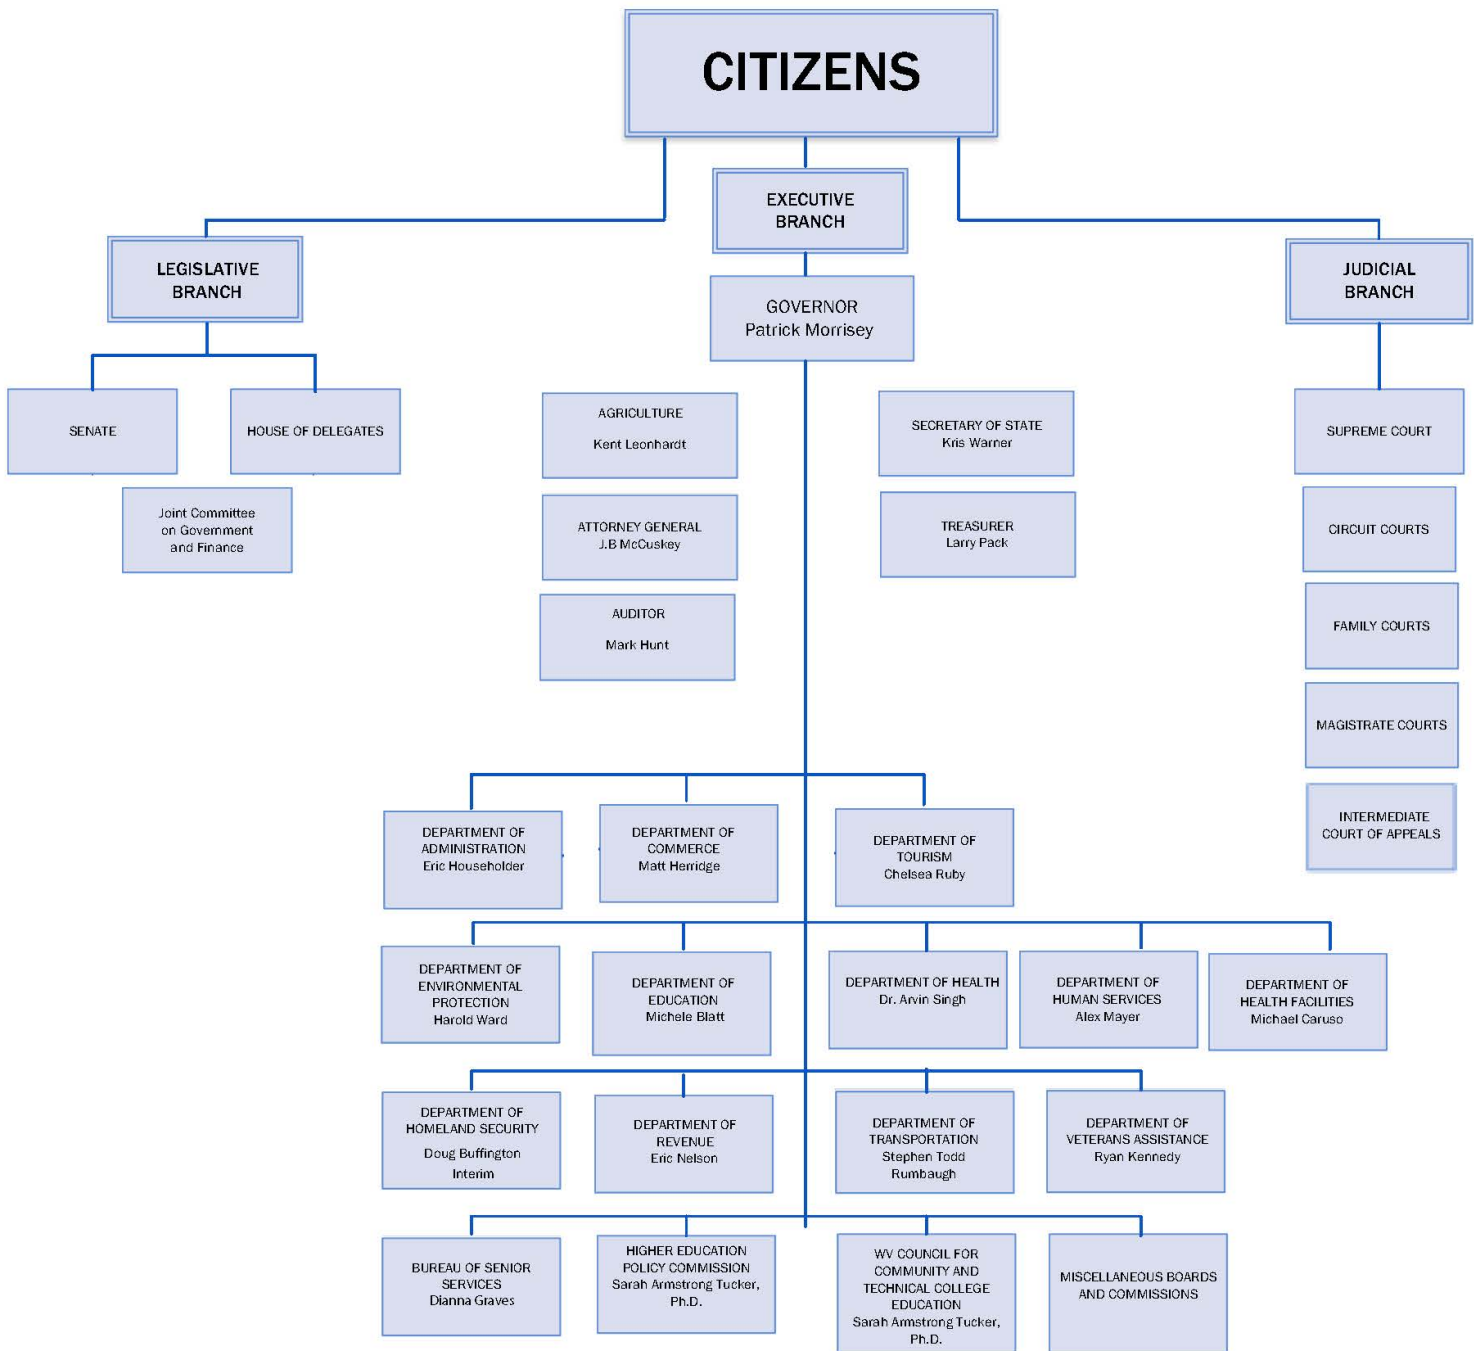 CITIZENS
EXECUTIVE
BRANCH
LEGISLATIVE
BRANCH
JUDICIAL
BRANCH
GOVERNOR
Patrick Morrisey
SENATE
HOUSE OF DELEGATES
Joint Committee
on Government
and Finance
AGRICULTURE
Kent Leonhardt
SECRETARY OF STATE
Kris Warner
ATTORNEY GENERAL
J.B McCuskey
TREASURER
Larry Pack
AUDITOR
Mark Hunt
SUPREME COURT
CIRCUIT COURTS
FAMILY COURTS
MAGISTRATE COURTS
INTERMEDIATE
COURT OF APPEALS
DEPARTMENT OF
ADMINISTRATION
Eric Householder
DEPARTMENT OF
COMMERCE
Matt Herridge
DEPARTMENT OF
TOURISM
Chelsea Ruby
DEPARTMENT OF
ENVIRONMENTAL
PROTECTION
Harold Ward
DEPARTMENT OF
EDUCATION
Michele Blatt
DEPARTMENT OF HEALTH
Dr. Arvin Singh
DEPARTMENT OF
HUMAN SERVICES
Alex Mayer
DEPARTMENT OF
HEALTH FACILITIES
Michael Caruso
DEPARTMENT OF
HOMELAND SECURITY
Doug Buffington
Interim
DEPARTMENT OF
REVENUE
Eric Nelson
DEPARTMENT OF
TRANSPORTATION
Stephen Todd
Rumbaugh
DEPARTMENT OF
VETERANS ASSISTANCE
Ryan Kennedy
BUREAU OF SENIOR
SERVICES
Dianna Graves
HIGHER EDUCATION
POLICY COMMISSION
Sarah Armstrong Tucker,
Ph.D.
WV COUNCIL FOR
COMMUNITY AND
TECHNICAL COLLEGE
EDUCATION
Sarah Armstrong Tucker,
Ph.D.
MISCELLANEOUS BOARDS
AND COMMISSIONS